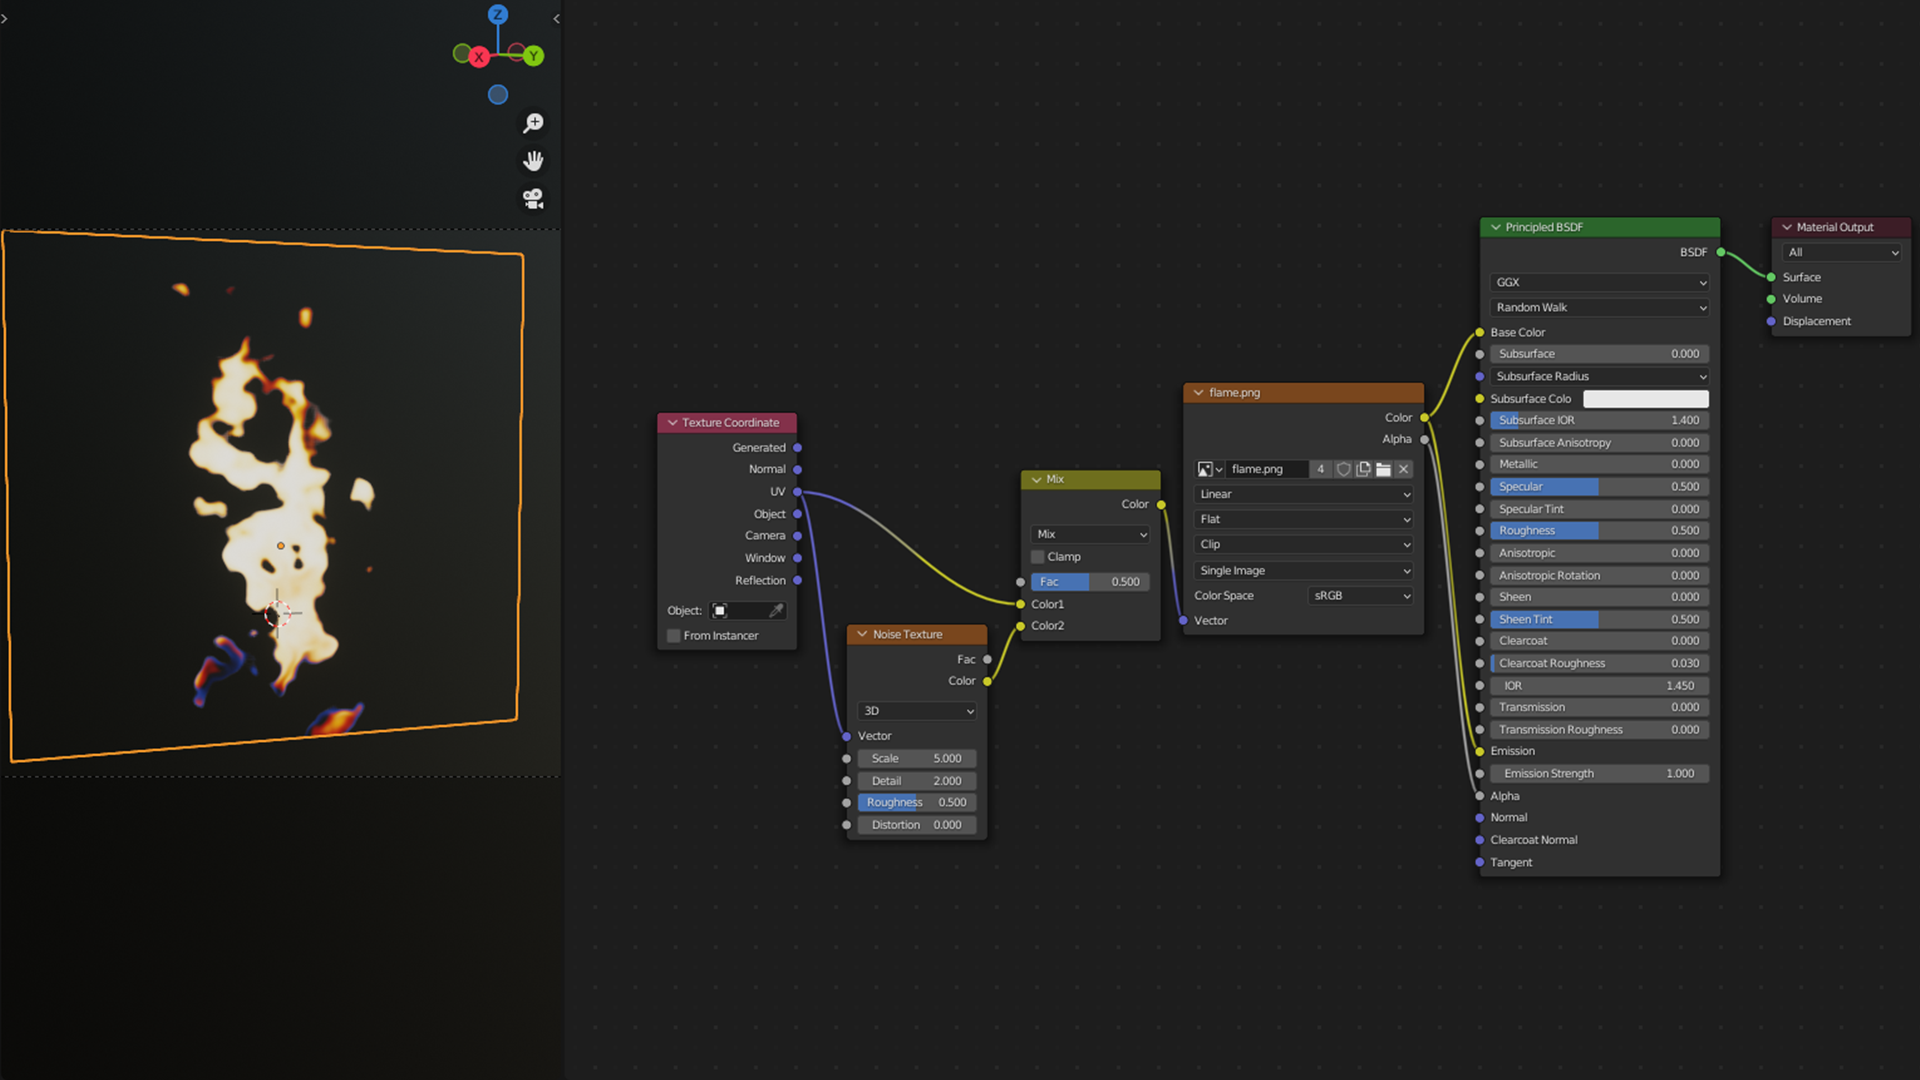 Z
X
Y
Texture Coordinate
Generated
Normal
UV
Object
Camera
Window
Reflection
Object:
From Instancer
Noise Texture
Fac
Color
3D
Vector
Scale 5.000
Detail 2.000
Roughness 0.500
Distortion 0.000
Mix
Color
Mix
Clamp
Fac 0.500
Color1
Color2
flame.png
Color
Alpha
flame.png 4
Linear
Flat
Clip
Single Image
Color Space sRGB
Vector
Principled BSDF
BSDF
GGX
Random Walk
Base Color
Subsurface 0.000
Subsurface Radius
Subsurface Colo
Subsurface IOR 1.400
Subsurface Anisotropy 0.000
Metallic 0.000
Specular 0.500
Specular Tint 0.000
Roughness 0.500
Anisotropic 0.000
Anisotropic Rotation 0.000
Sheen 0.000
Sheen Tint 0.500
Clearcoat 0.000
Clearcoat Roughness 0.030
IOR 1.450
Transmission 0.000
Transmission Roughness 0.000
Emission
Emission Strength 1.000
Alpha
Normal
Clearcoat Normal
Tangent
Material Output
All
Surface
Volume
Displacement